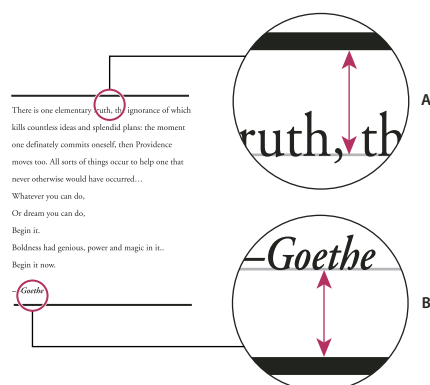 There is one elementary truth, the ignorance of which
kills countless ideas and splendid plans: the moment
one definately commits oneself, then Providence
moves too. All sorts of things occur to help one that
never otherwise would have occurred…
Whatever you can do,
Or dream you can do,
Begin it.
Boldness had genious, power and magic in it..
Begin it now.
–Goethe
ruth, th
A
–Goethe
B